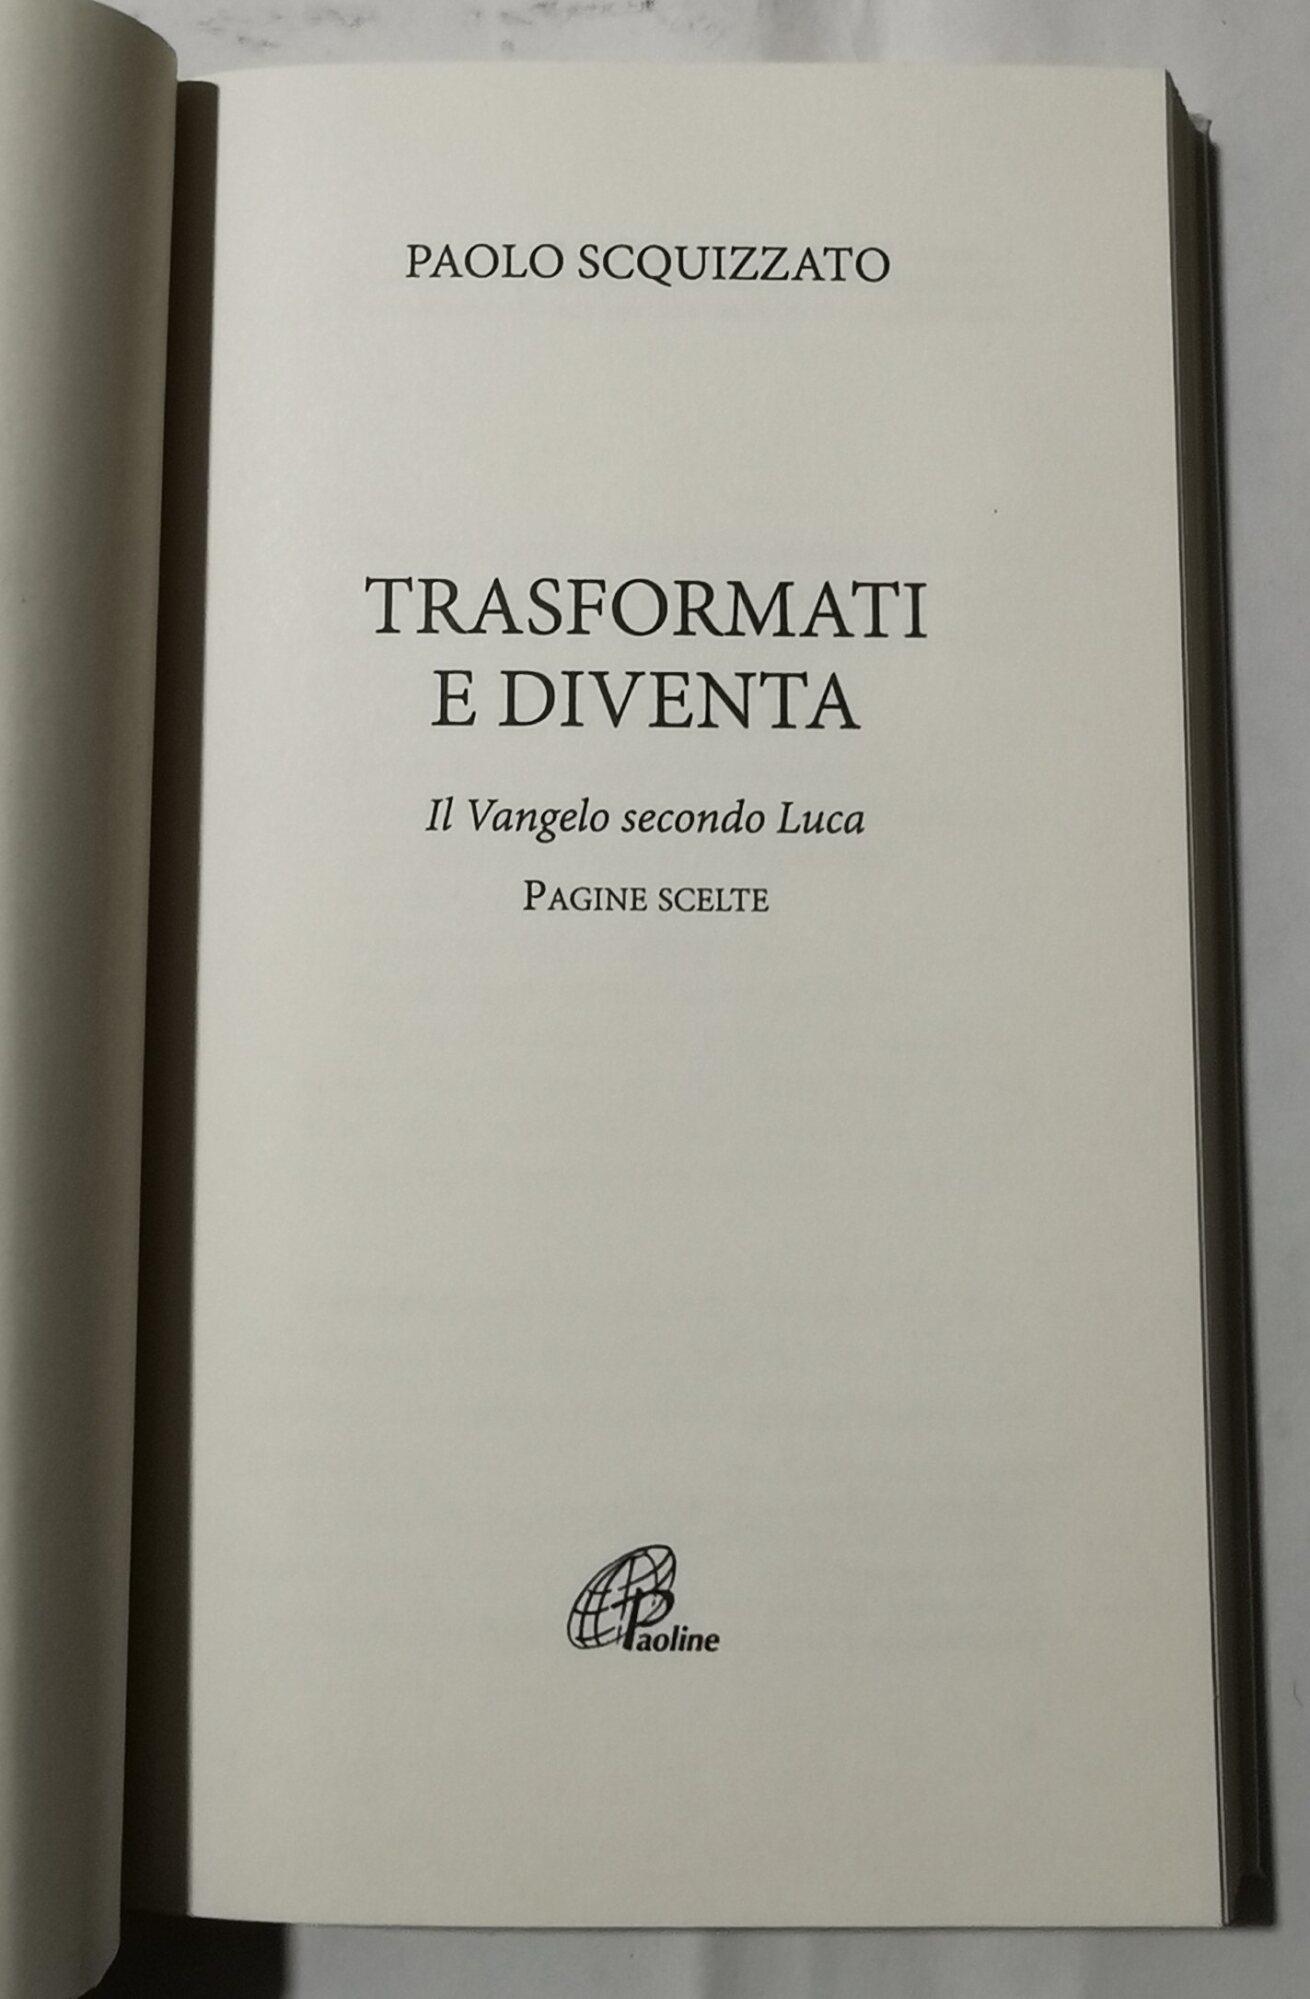 PAOLO SCQUIZZATO
TRASFORMATI
E DIVENTA
Il Vangelo secondo Luca
PAGINE SCELTE
Paoline